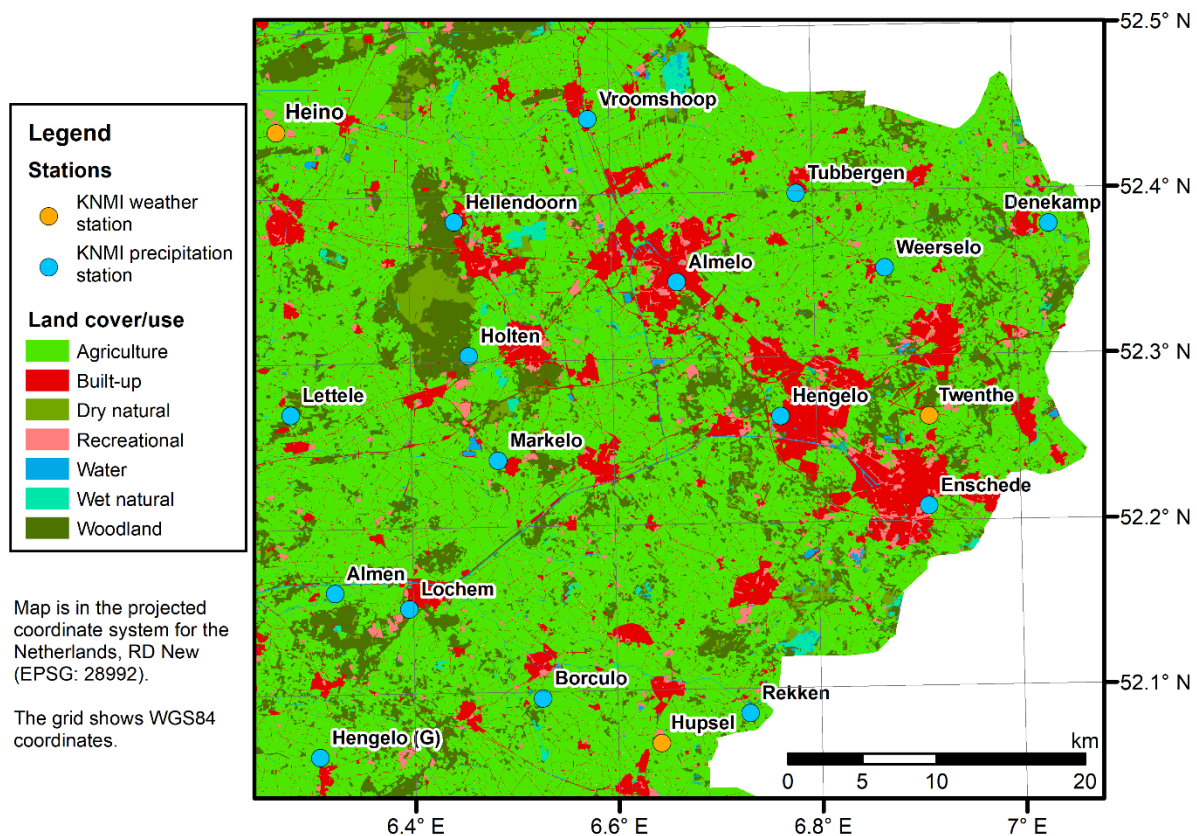 Legend
Stations
KNMI weather
station
KNMI precipitation
station
Land cover/use
Agriculture
Built-up
Dry natural
Recreational
Water
Wet natural
Woodland
Map is in the projected
coordinate system for the
Netherlands, RD New
(EPSG: 28992).
The grid shows WGS84
coordinates.
52.5° N
Vroomshoop
Heino
52.4° N
Tubbergen
Hellendoorn
Denekamp
Weerselo
Almelo
Holten
52.3° N
Lettele
Hengelo
Twenthe
Markelo
Enschede
52.2° N
Almen
Lochem
52.1° N
Borculo
Rekken
Hupsel
Hengelo (G)
km
0 5 10 20
6.4° E
6.6° E
6.8° E
7° E